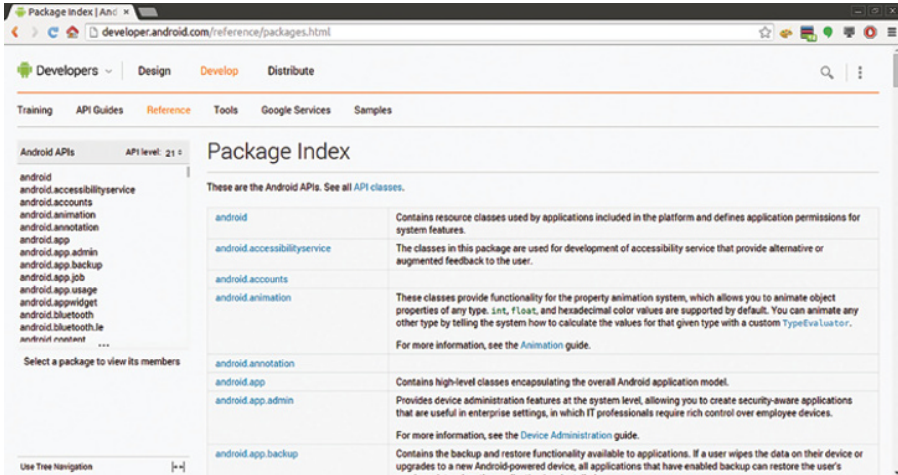 Package Index | And ×
developer.android.com/reference/packages.html
Developers Design Develop Distribute
Training API Guides Reference Tools Google Services Samples
Android APIs API level: 21
android
android.accessibilityservice
android.accounts
android.animation
android.annotation
android.app
android.app.admin
android.app.backup
android.app.job
android.app.usage
android.appwidget
android.bluetooth
android.bluetooth.le
android.content
...
Select a package to view its members
Use Tree Navigation
Package Index
These are the Android APIs. See all API classes.
android Contains resource classes used by applications included in the platform and defines application permissions for
system features.
android.accessibilityservice The classes in this package are used for development of accessibility service that provide alternative or
augmented feedback to the user.
android.accounts
android.animation These classes provide functionality for the property animation system, which allows you to animate object
properties of any type. int, float, and hexadecimal color values are supported by default. You can animate any
other type by telling the system how to calculate the values for that given type with a custom TypeEvaluator.
For more information, see the Animation guide.
android.annotation
android.app Contains high-level classes encapsulating the overall Android application model.
android.app.admin Provides device administration features at the system level, allowing you to create security-aware applications
that are useful in enterprise settings, in which IT professionals require rich control over employee devices.
For more information, see the Device Administration guide.
android.app.backup Contains the backup and restore functionality available to applications. If a user wipes the data on their device or
upgrades to a new Android-powered device, all applications that have enabled backup can restore the user's